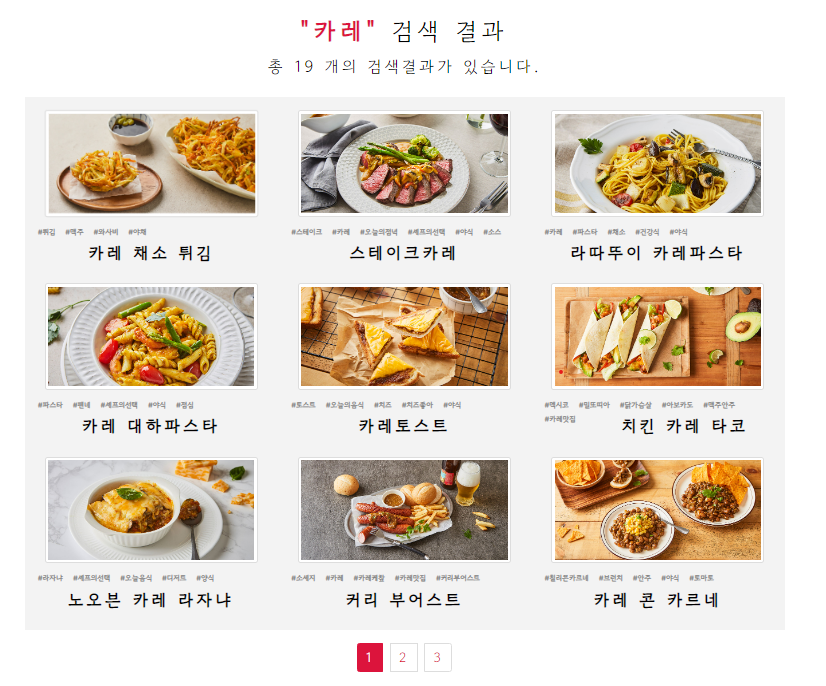 "카레" 검색 결과
총 19 개의 검색결과가 있습니다.
#튀김 #맥주 #와사비 #야채
카레 채소 튀김
#스테이크 #카레 #오늘의정녁 #셰프의선택 #야식 #소스
스테이크카레
#카레 #파스타 #채소 #건강식 #야식
라따뚜이 카레파스타
#파스타 #펜네 #셰프의선택 #야식 #점심
카레 대하파스타
#토스트 #오늘의음식 #치즈 #치즈좋아 #야식
카레토스트
#멕시코 #밀또띠아 #닭가슴살 #아보카도 #맥주안주
#카레맛집
치킨 카레 타코
#라자냐 #셰프의선택 #오늘음식 #디저트 #양식
노오븐 카레 라자냐
#소세지 #카레 #카레케찹 #카레맛집 #커리부어스트
커리 부어스트
#칠리콘카르네 #브런치 #안주 #야식 #토마토
카레 콘 카르네
1 2 3